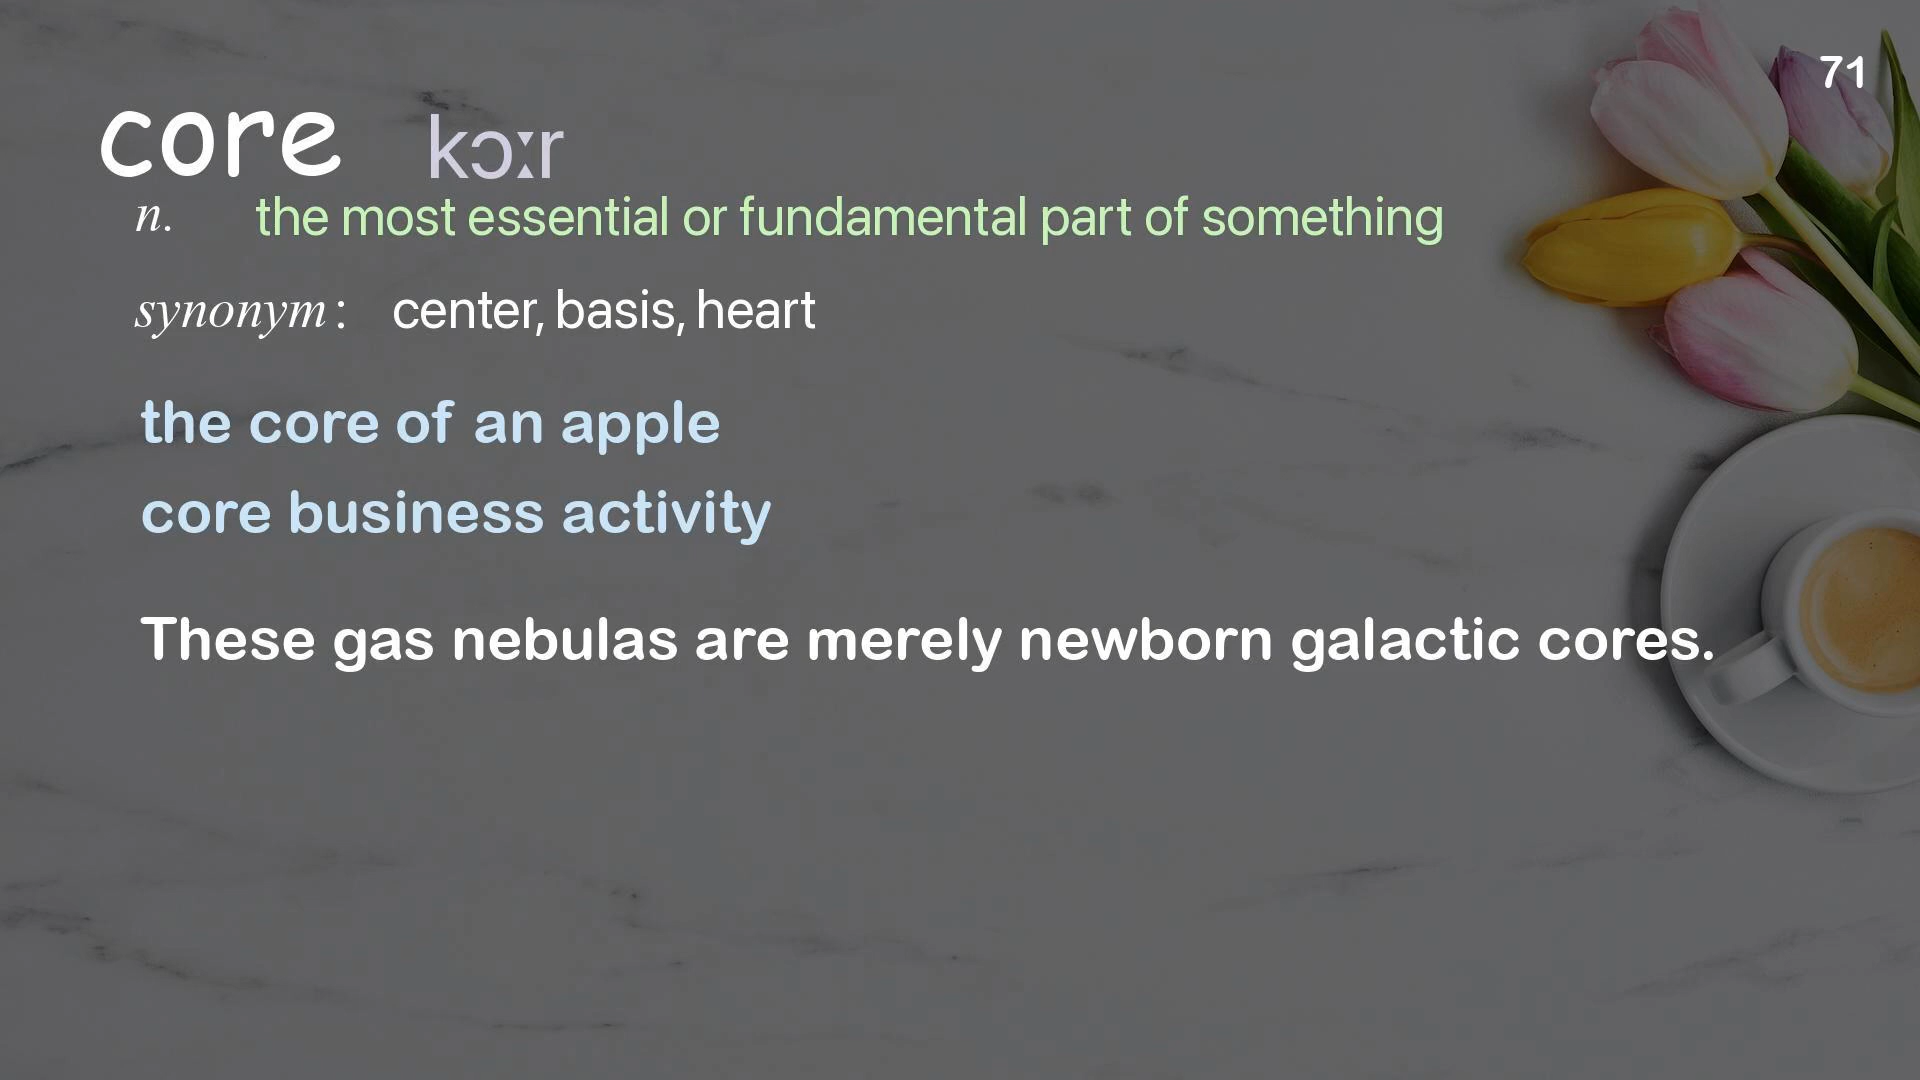 71
core kɔːr
n. the most essential or fundamental part of something
synonym: center, basis, heart
the core of an apple
core business activity
These gas nebulas are merely newborn galactic cores.